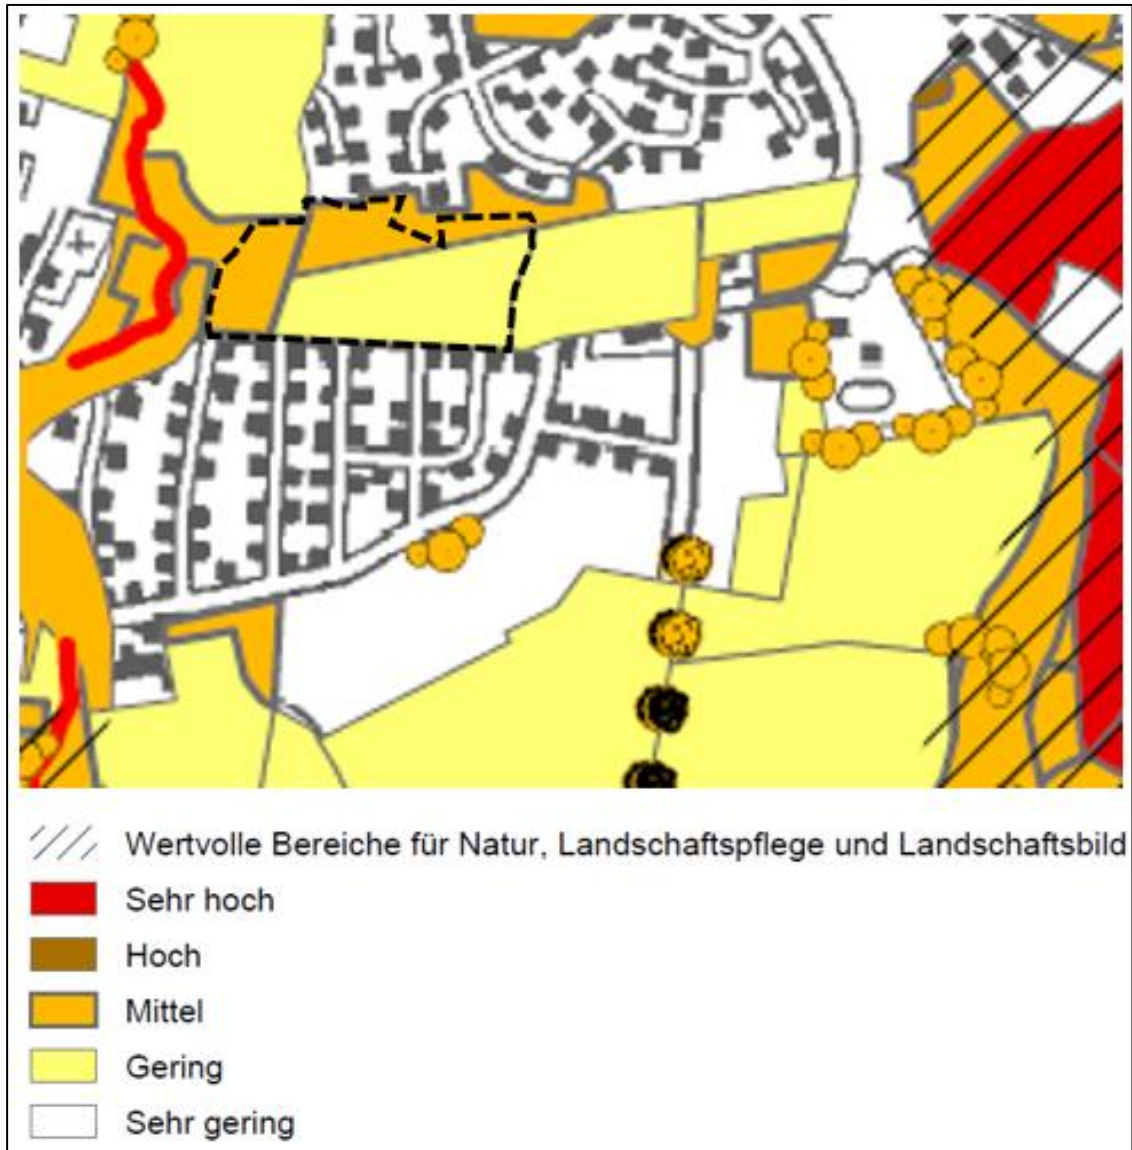 Wertvolle Bereiche für Natur, Landschaftspflege und Landschaftsbild
Sehr hoch
Hoch
Mittel
Gering
Sehr gering